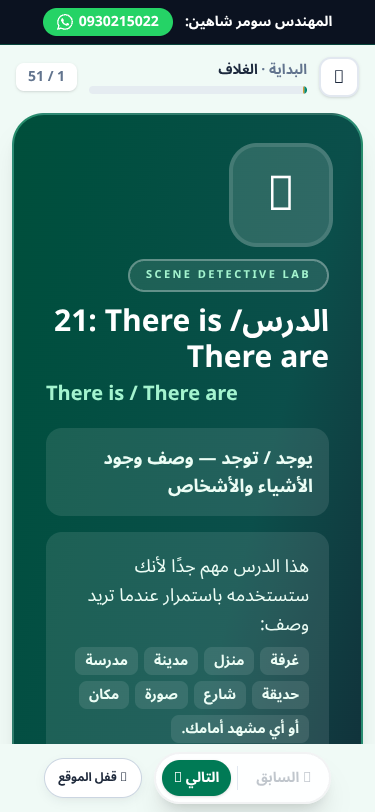 المهندس سومر شاهين: 0930215022
البداية · الغلاف
1 / 51
SCENE DETECTIVE LAB
الدرس 21: There is/
There are
There is / There are
يوجد / توجد — وصف وجود
الأشياء والأشخاص
هذا الدرس مهم جدًا لأنك
ستستخدمه باستمرار عندما تريد
وصف:
غرفة منزل مدينة مدرسة
حديقة شارع صورة مكان
أو أي مشهد أمامك.
السابق التالي قفل الموقع